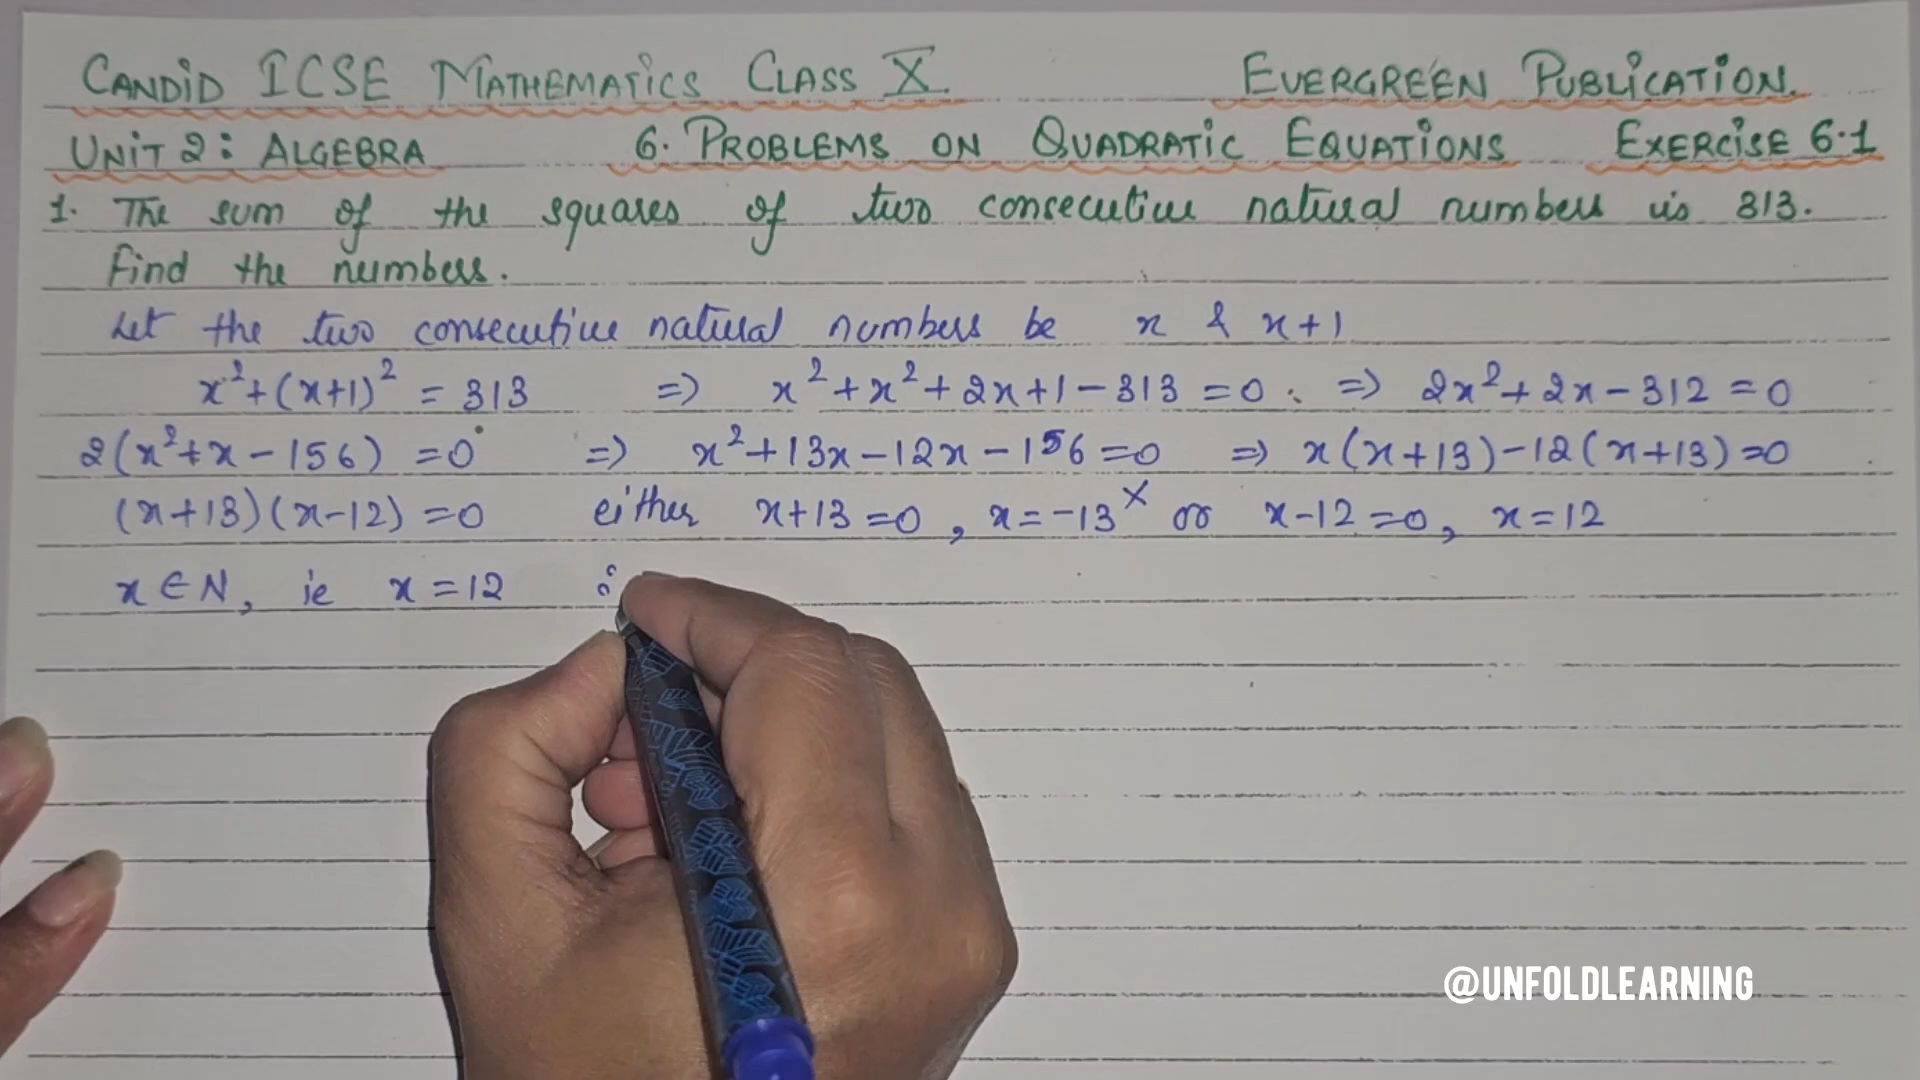 CANDID ICSE MATHEMATICS CLASS X. EVERGREEN PUBLICATION.
UNIT 2: ALGEBRA 6. PROBLEMS ON QUADRATIC EQUATIONS EXERCISE 6.1
1. The sum of the squares of two consecutive natural numbers is 313.
Find the numbers.
Let the two consecutive natural numbers be x & x+1
x²+(x+1)² = 313 => x²+x²+2x+1-313=0. => 2x²+2x-312=0
2(x²+x-156)=0 => x²+13x-12x-156=0 => x(x+13)-12(x+13)=0
(x+13)(x-12)=0 either x+13=0, x=-13 × or x-12=0, x=12
x∈N, ie x=12
@UNFOLDLEARNING